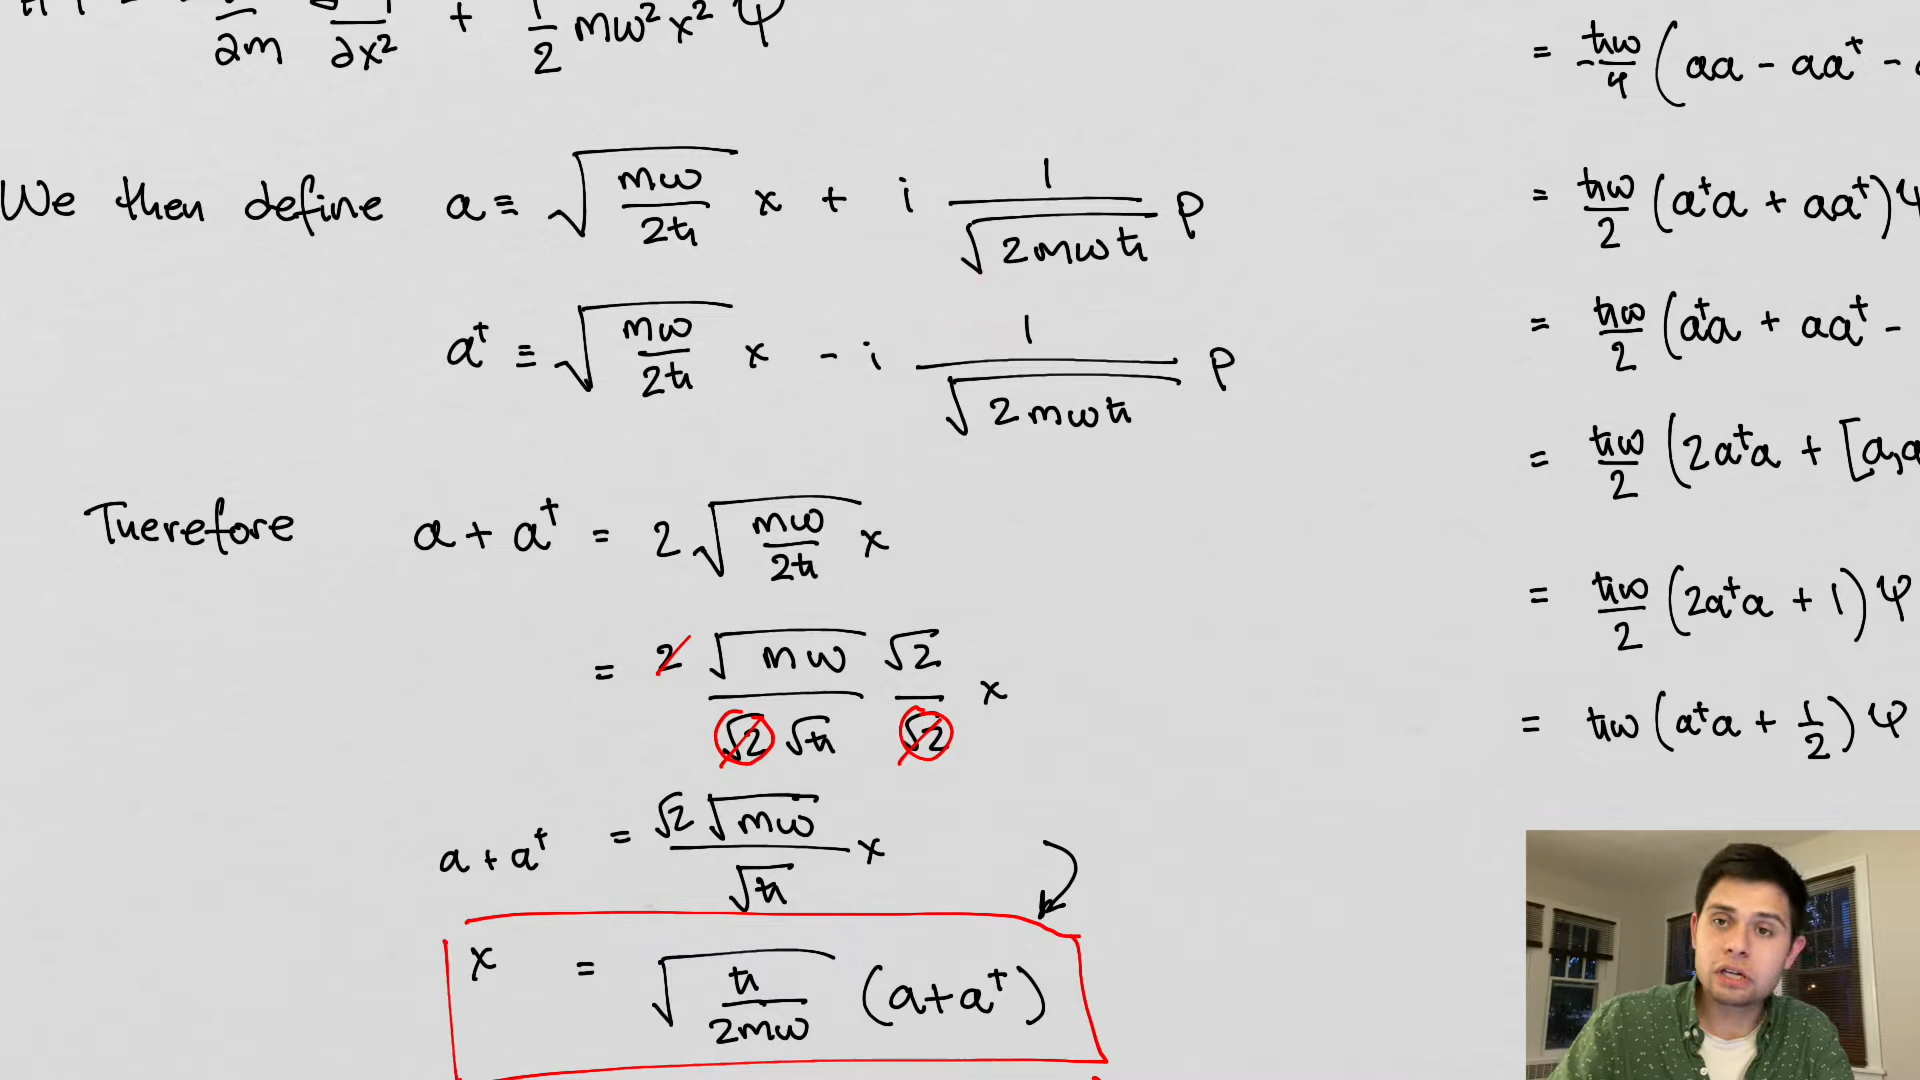 2m ∂x² + 1/2 mω²x² Ψ
We then define a ≡ √(mω/2ħ) x + i 1/√(2mωħ) p
a† ≡ √(mω/2ħ) x - i 1/√(2mωħ) p
Therefore a + a† = 2 √(mω/2ħ) x
= 2 √(mω)/(√2 √ħ) √2/√2 x
a + a† = √2 √(mω)/√ħ x
x = √(ħ/2mω) (a+a†)
= -ħω/4 (aa - aa† -
= ħω/2 (a†a + aa†)Ψ
= ħω/2 (a†a + aa† -
= ħω/2 (2a†a + [a,a
= ħω/2 (2a†a + 1)Ψ
= ħω (a†a + 1/2)Ψ